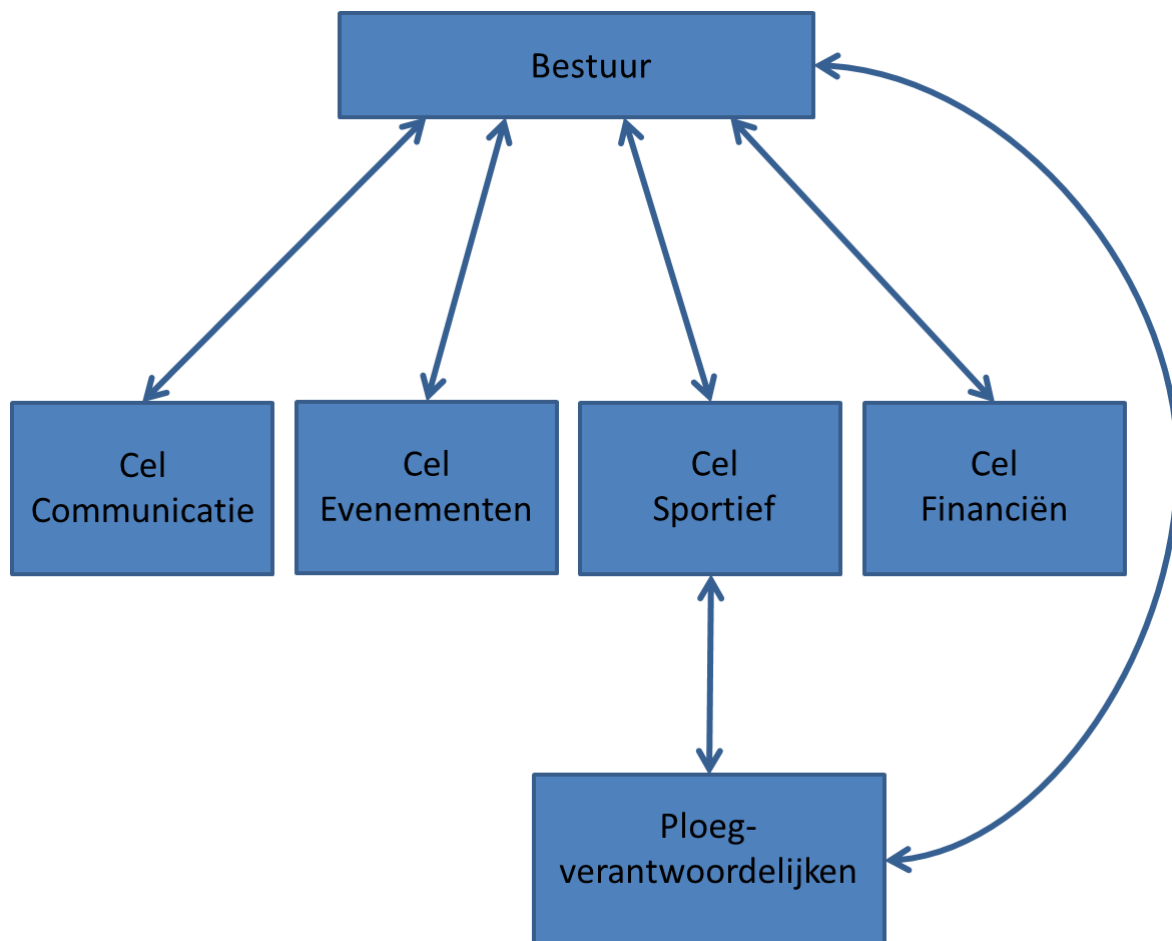 Bestuur
Cel
Communicatie
Cel
Evenementen
Cel
Sportief
Cel
Financiën
Ploeg-
verantwoordelijken